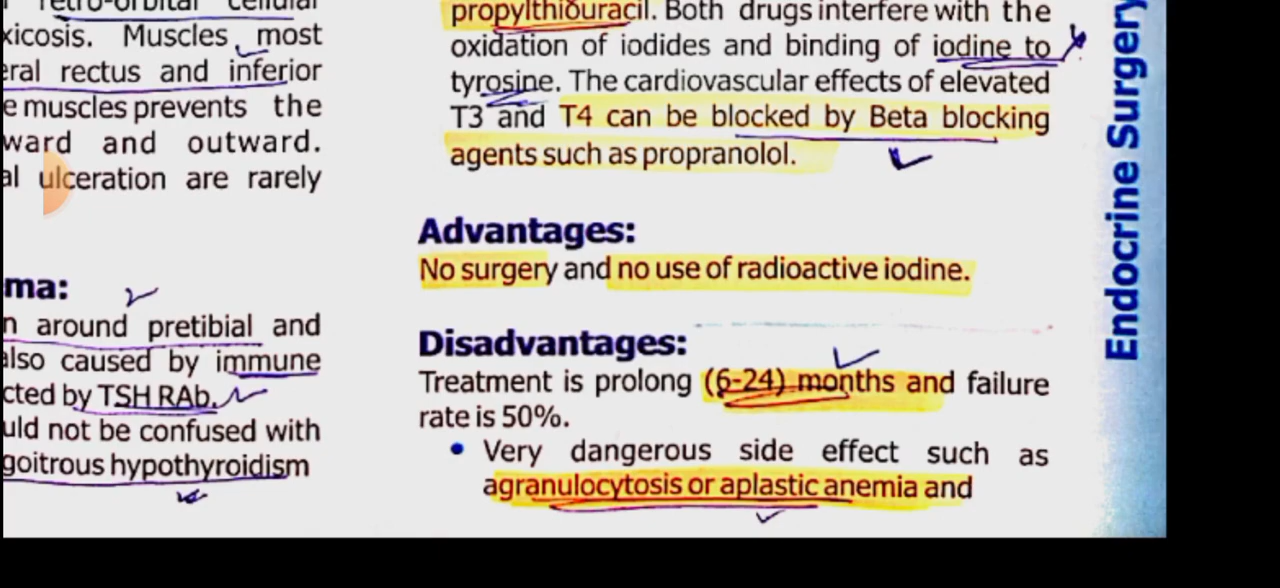 retro-orbital cellular
xicosis. Muscles most
eral rectus and inferior
e muscles prevents the
ward and outward.
al ulceration are rarely
ma:
n around pretibial and
also caused by immune
cted by TSH RAb.
uld not be confused with
goitrous hypothyroidism
propylthiouracil. Both drugs interfere with the
oxidation of iodides and binding of iodine to
tyrosine. The cardiovascular effects of elevated
T3 and T4 can be blocked by Beta blocking
agents such as propranolol.
Advantages:
No surgery and no use of radioactive iodine.
Disadvantages:
Treatment is prolong (6-24) months and failure
rate is 50%.
• Very dangerous side effect such as
agranulocytosis or aplastic anemia and
Endocrine Surgery